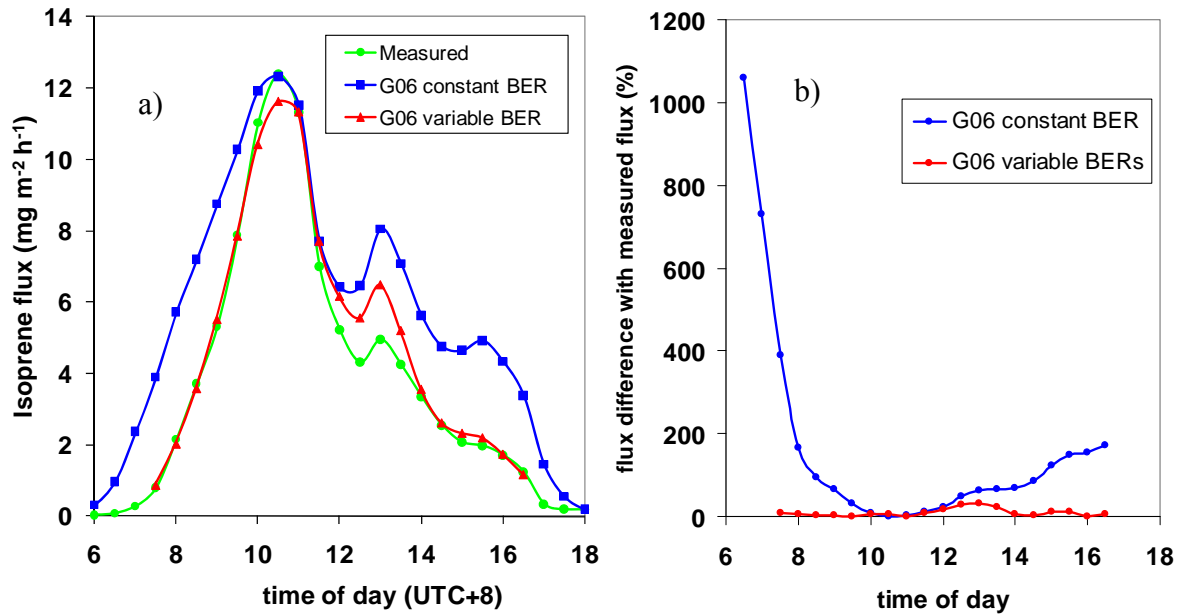 a)
Isoprene flux (mg m⁻² h⁻¹)
14
12
10
8
6
4
2
0
Measured
G06 constant BER
G06 variable BER
6 8 10 12 14 16 18
time of day (UTC+8)
b)
flux difference with measured flux (%)
1200
1000
800
600
400
200
0
G06 constant BER
G06 variable BERs
6 8 10 12 14 16 18
time of day